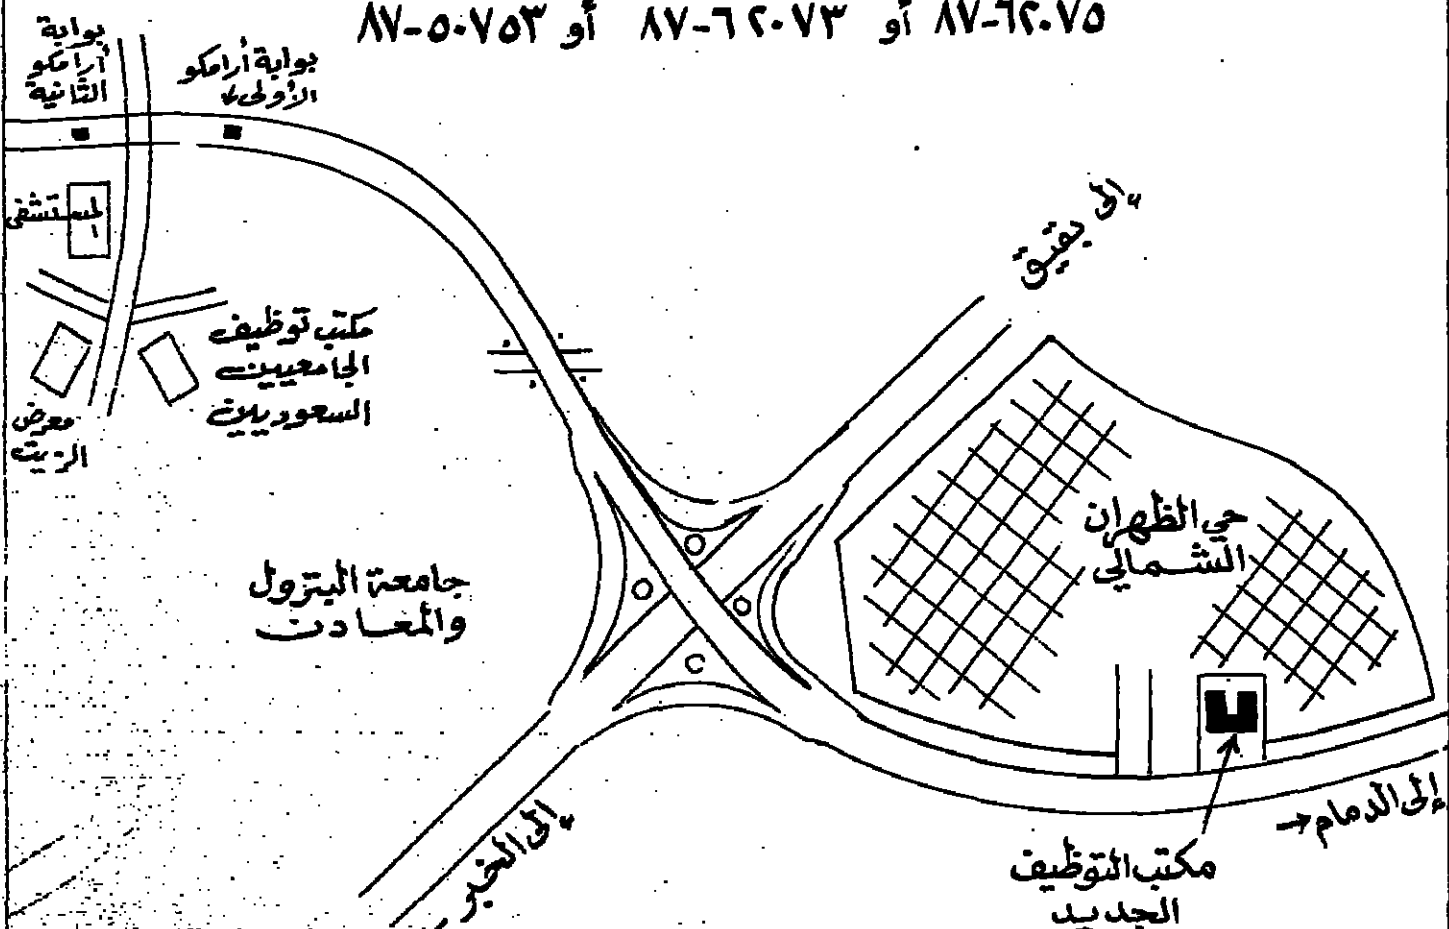 ٨٧-٦٢٠٧٥ أو ٨٧-٦٢٠٧٣ أو ٨٧-٥٠٧٥٣
بوابة أرامكو
الأولى
بوابة
أرامكو
الثانية
المستشفى
إلى بقيق
مكتب توظيف
الجامعيين
السعوديين
معرض
الزيت
حي الظهران
الشمالي
جامعة البترول
والمعادن
إلى الدمام
إلى الخبر
مكتب التوظيف
الجديد